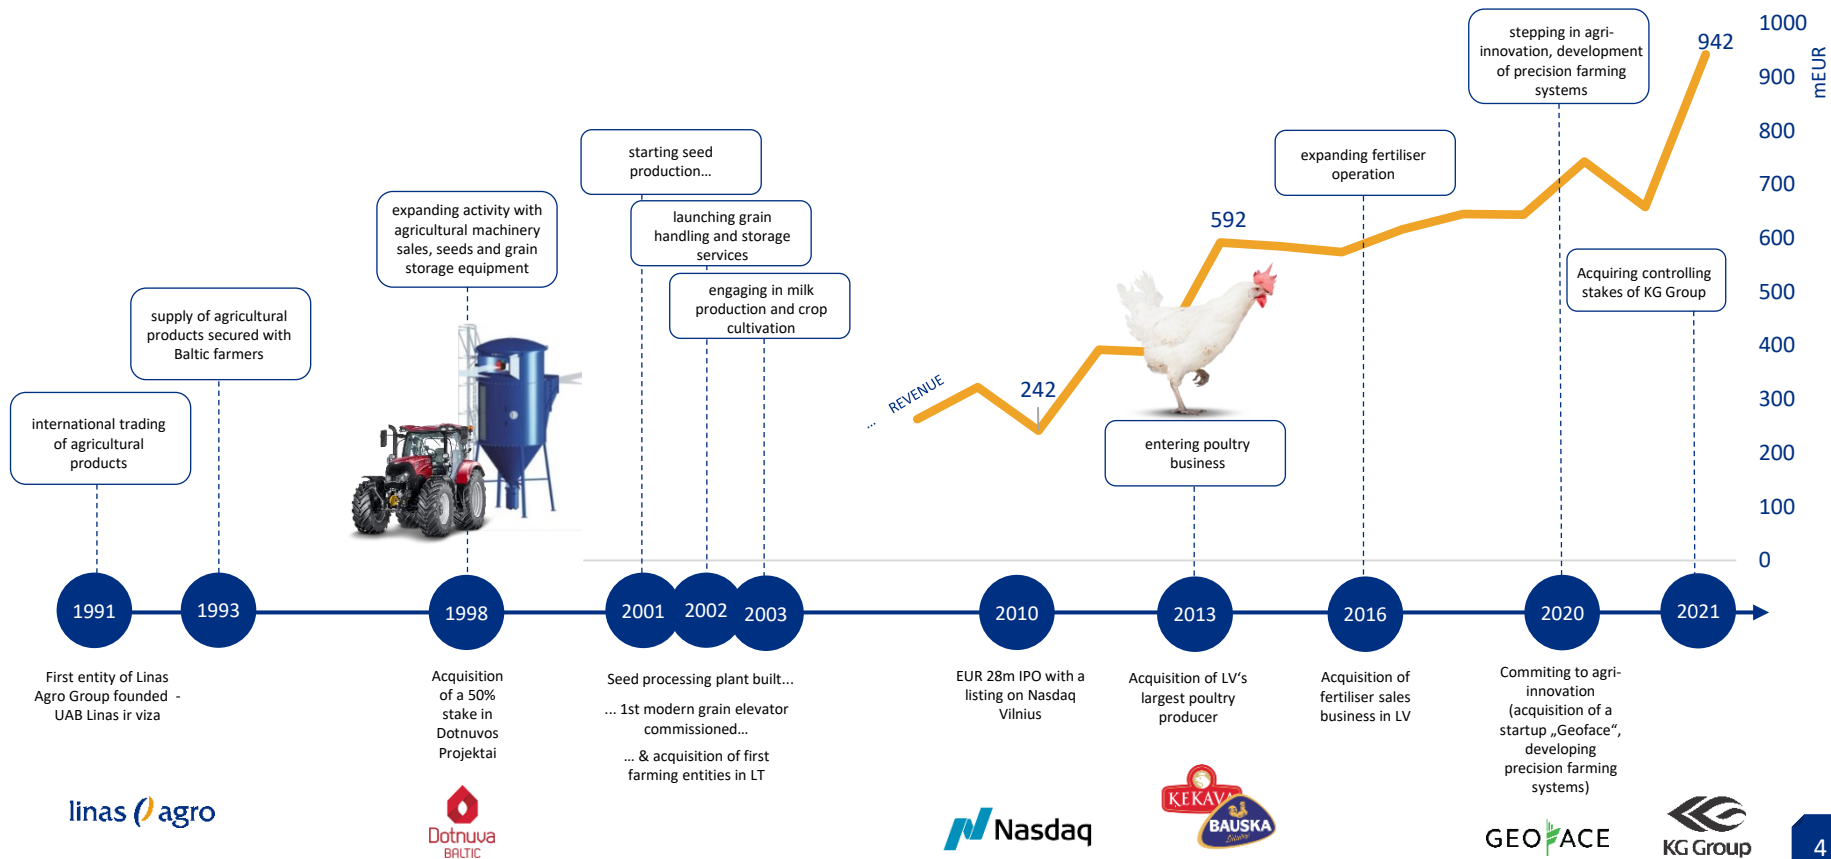 1000
900
800
700
600
500
400
300
200
100
0
mEUR
942
stepping in agri-
innovation, development
of precision farming
systems
starting seed
production...
expanding fertiliser
operation
expanding activity with
agricultural machinery
sales, seeds and grain
storage equipment
launching grain
handling and storage
services
592
Acquiring controlling
stakes of KG Group
engaging in milk
production and crop
cultivation
supply of agricultural
products secured with
Baltic farmers
... REVENUE
242
international trading
of agricultural
products
entering poultry
business
1991
1993
1998
2001
2002
2003
2010
2013
2016
2020
2021
First entity of Linas
Agro Group founded -
UAB Linas ir viza
Acquisition
of a 50%
stake in
Dotnuvos
Projektai
Seed processing plant built...
... 1st modern grain elevator
commissioned...
... & acquisition of first
farming entities in LT
EUR 28m IPO with a
listing on Nasdaq
Vilnius
Acquisition of LV's
largest poultry
producer
Acquisition of
fertiliser sales
business in LV
Commiting to agri-
innovation
(acquisition of a
startup „Geoface“,
developing
precision farming
systems)
linas agro
Dotnuva
BALTIC
Nasdaq
KEKAVA
BAUSKA
GEOFACE
KG Group
4